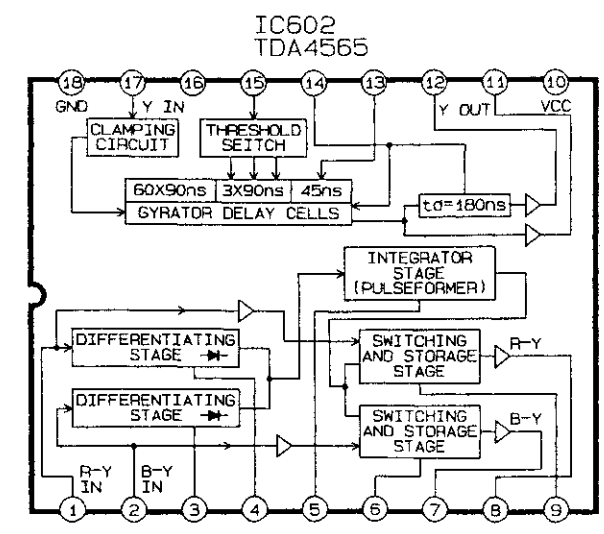 IC602
TDA4565
18 17 16 15 14 13 12 11 10
GND Y IN Y OUT VCC
CLAMPING
CIRCUIT
THRESHOLD
SEITCH
60X90ns 3X90ns 45ns
GYRATOR DELAY CELLS
td=180ns
INTEGRATOR
STAGE
(PULSEFORMER)
DIFFERENTIATING
STAGE
SWITCHING
AND STORAGE
STAGE
R-Y
DIFFERENTIATING
STAGE
SWITCHING
AND STORAGE
STAGE
B-Y
R-Y
IN
B-Y
IN
1 2 3 4 5 6 7 8 9